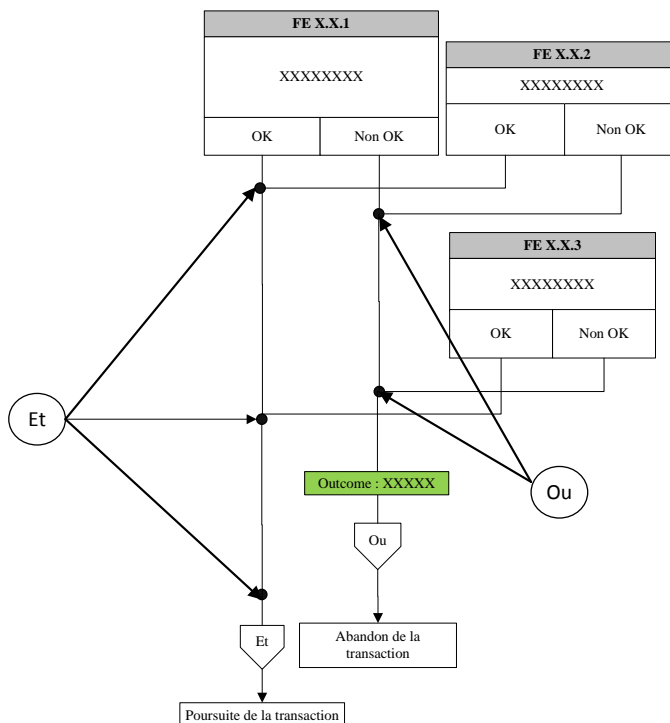 FE X.X.1
XXXXXXXX
OK
Non OK
FE X.X.2
XXXXXXXX
OK
Non OK
FE X.X.3
XXXXXXXX
OK
Non OK
Et
Outcome : XXXXX
Ou
Ou
Et
Abandon de la
transaction
Poursuite de la transaction